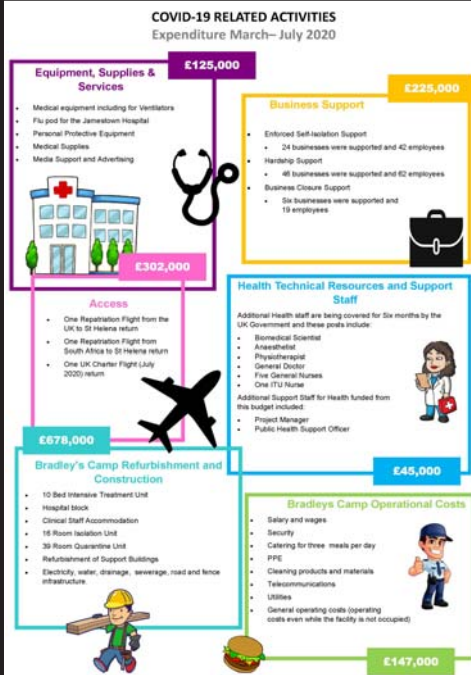 COVID-19 RELATED ACTIVITIES
Expenditure March– July 2020
£125,000
Equipment, Supplies &
Services
• Medical equipment including for Ventilators
• Flu pod for the Jamestown Hospital
• Personal Protective Equipment
• Medical Supplies
• Media Support and Advertising
£225,000
Business Support
• Enforced Self-Isolation Support
• 24 businesses were supported and 42 employees
• Hardship Support
• 46 businesses were supported and 62 employees
• Business Closure Support
• Six businesses were supported and
19 employees
£302,000
Access
• One Repatriation Flight from the
UK to St Helena return
• One Repatriation Flight from
South Africa to St Helena return
• One UK Charter Flight (July
2020) return
Health Technical Resources and Support
Staff
Additional Health staff are being covered for Six months by the
UK Government and these posts include:
• Biomedical Scientist
• Anaesthetist
• Physiotherapist
• General Doctor
• Five General Nurses
• One ITU Nurse
Additional Support Staff for Health funded from
this budget included:
• Project Manager
• Public Health Support Officer
£45,000
£678,000
Bradley's Camp Refurbishment and
Construction
• 10 Bed Intensive Treatment Unit
• Hospital block
• Clinical Staff Accommodation
• 16 Room Isolation Unit
• 39 Room Quarantine Unit
• Refurbishment of Support Buildings
• Electricity, water, drainage, sewerage, road and fence
infrastructure.
Bradleys Camp Operational Costs
• Salary and wages
• Security
• Catering for three meals per day
• PPE
• Cleaning products and materials
• Telecommunications
• Utilities
• General operating costs (operating
costs even while the facility is not occupied)
£147,000